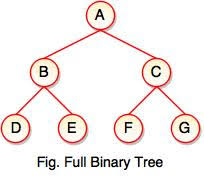 A
B C
D E F G
Fig. Full Binary Tree